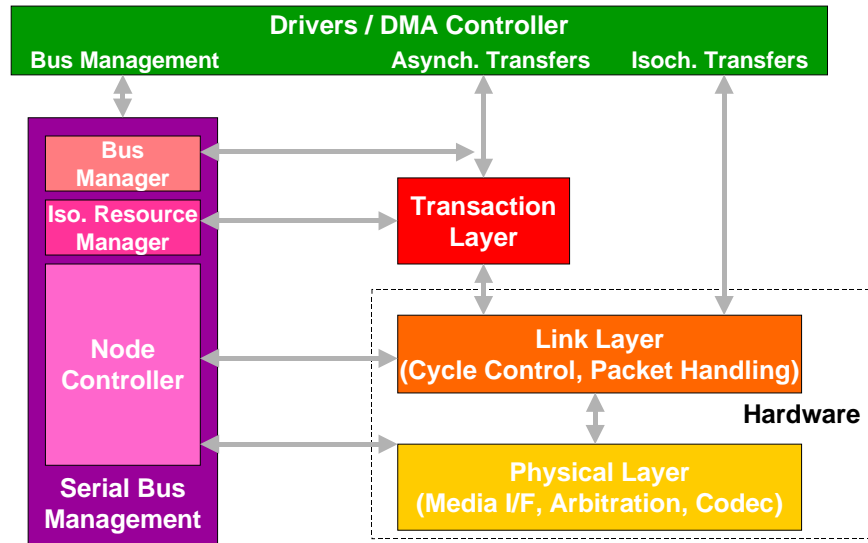 Drivers / DMA Controller
Bus Management
Asynch. Transfers
Isoch. Transfers
Bus
Manager
Iso. Resource
Manager
Node
Controller
Serial Bus
Management
Transaction
Layer
Link Layer
(Cycle Control, Packet Handling)
Hardware
Physical Layer
(Media I/F, Arbitration, Codec)